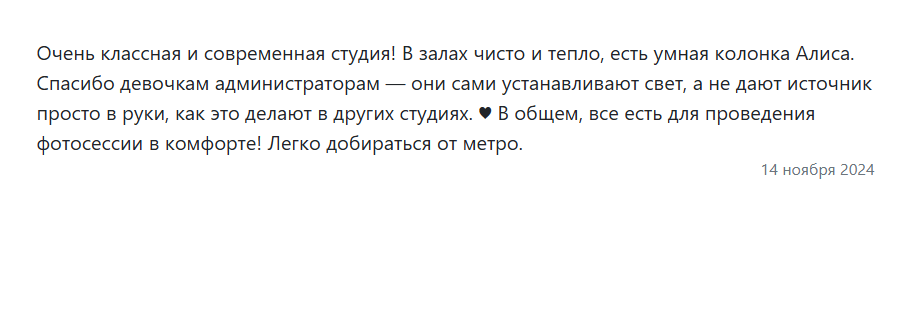 Очень классная и современная студия! В залах чисто и тепло, есть умная колонка Алиса.
Спасибо девочкам администраторам — они сами устанавливают свет, а не дают источник
просто в руки, как это делают в других студиях. ♥ В общем, все есть для проведения
фотосессии в комфорте! Легко добираться от метро.
14 ноября 2024